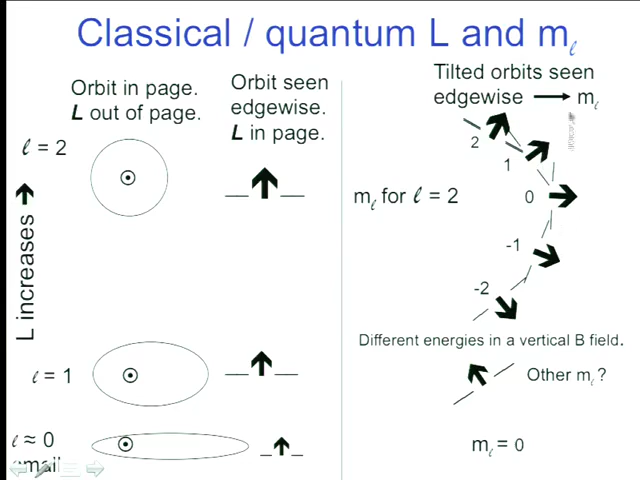 Classical / quantum L and mℓ
Orbit in page.
L out of page.
Orbit seen
edgewise.
L in page.
ℓ = 2
L increases
ℓ = 1
ℓ ≈ 0
small
Tilted orbits seen
edgewise → mℓ
2
1
mℓ for ℓ = 2
0
-1
-2
Different energies in a vertical B field.
Other mℓ?
mℓ = 0